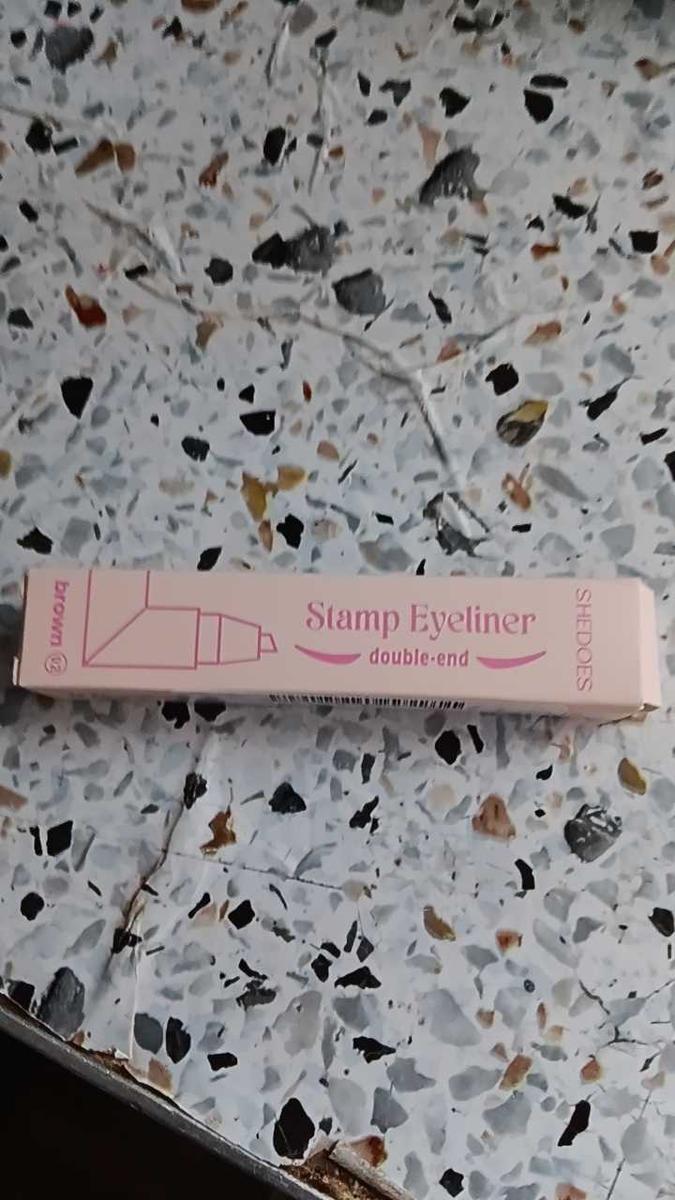 brown 02
Stamp Eyeliner
double-end
SHEDOES